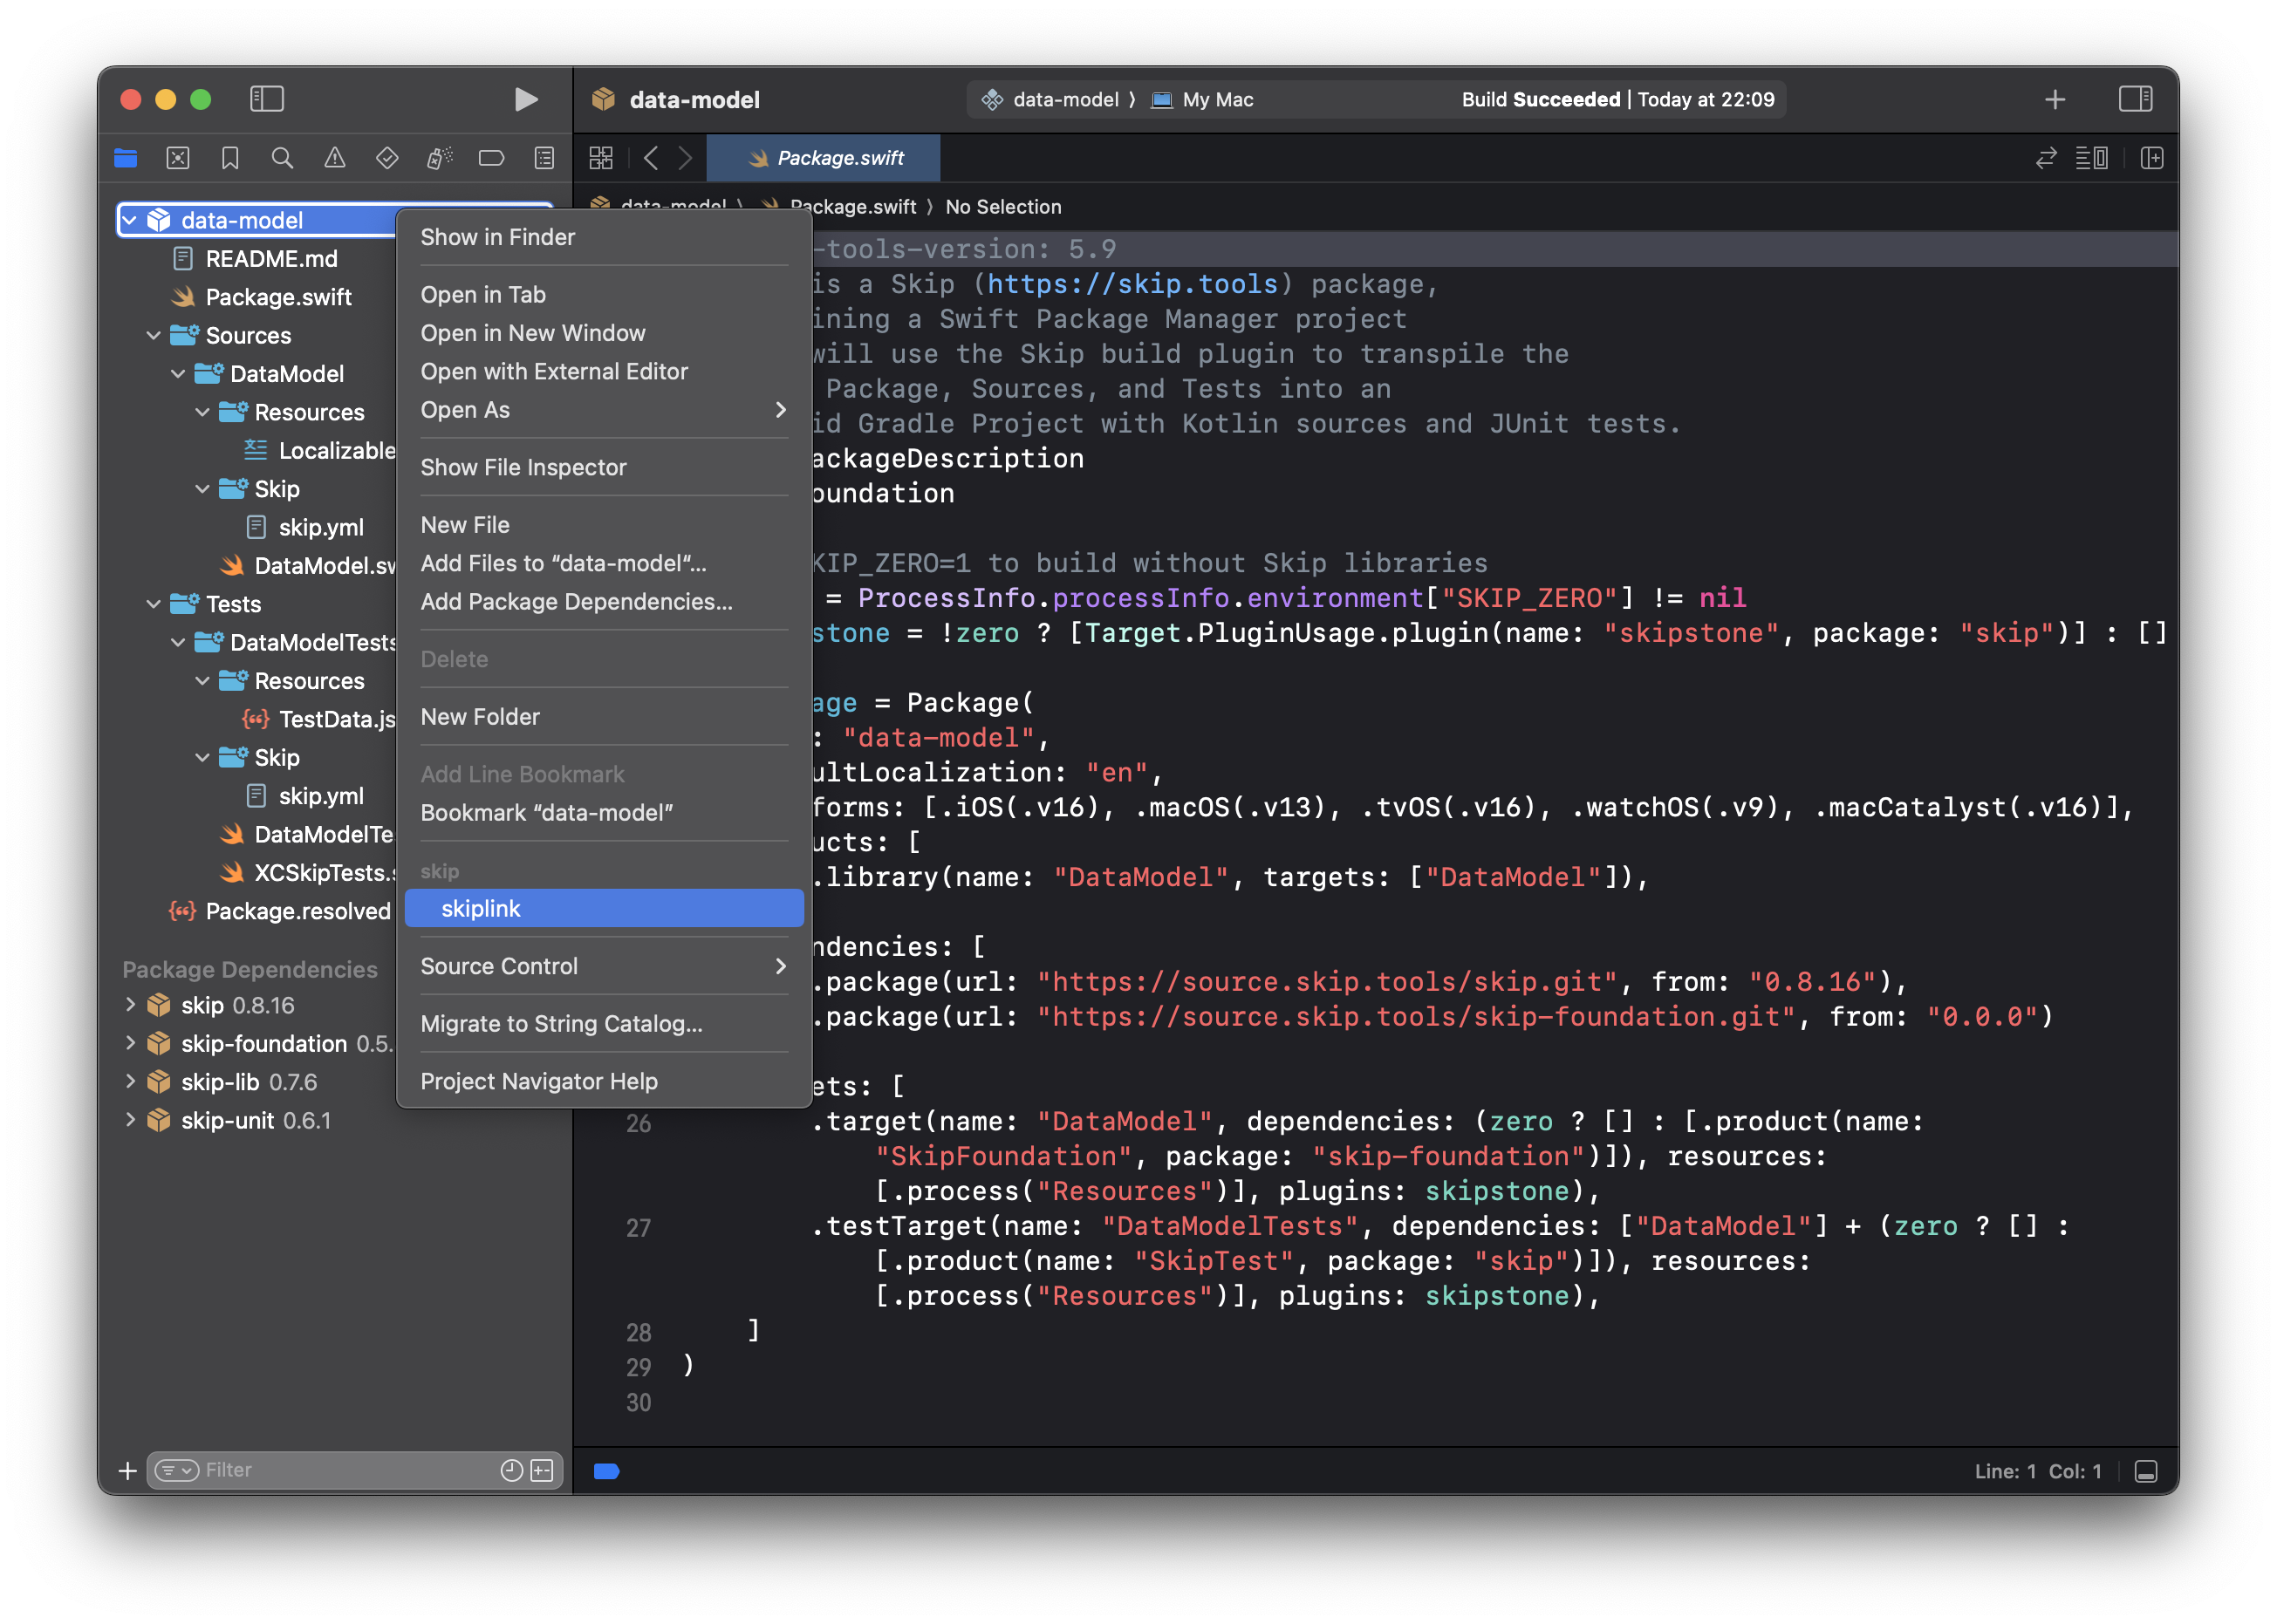 data-model
data-model ⟩ My Mac
Build Succeeded | Today at 22:09
Package.swift
data-model
README.md
Package.swift
Sources
DataModel
Resources
Localizable
Skip
skip.yml
DataModel.sw
Tests
DataModelTests
Resources
TestData.js
Skip
skip.yml
DataModelTe
XCSkipTests.s
Package.resolved
Package Dependencies
skip 0.8.16
skip-foundation 0.5.
skip-lib 0.7.6
skip-unit 0.6.1
Filter
Show in Finder
Open in Tab
Open in New Window
Open with External Editor
Open As
Show File Inspector
New File
Add Files to “data-model“...
Add Package Dependencies...
Delete
New Folder
Add Line Bookmark
Bookmark “data-model”
skip
skiplink
Source Control
Migrate to String Catalog...
Project Navigator Help
data-model ⟩ Package.swift ⟩ No Selection
-tools-version: 5.9
is a Skip (https://skip.tools) package,
ining a Swift Package Manager project
will use the Skip build plugin to transpile the
Package, Sources, and Tests into an
id Gradle Project with Kotlin sources and JUnit tests.
ackageDescription
oundation
KIP_ZERO=1 to build without Skip libraries
= ProcessInfo.processInfo.environment["SKIP_ZERO"] != nil
stone = !zero ? [Target.PluginUsage.plugin(name: "skipstone", package: "skip")] : []
age = Package(
: "data-model",
ultLocalization: "en",
forms: [.iOS(.v16), .macOS(.v13), .tvOS(.v16), .watchOS(.v9), .macCatalyst(.v16)],
ucts: [
.library(name: "DataModel", targets: ["DataModel"]),
ndencies: [
.package(url: "https://source.skip.tools/skip.git", from: "0.8.16"),
.package(url: "https://source.skip.tools/skip-foundation.git", from: "0.0.0")
ets: [
26 .target(name: "DataModel", dependencies: (zero ? [] : [.product(name:
"SkipFoundation", package: "skip-foundation")]), resources:
[.process("Resources")], plugins: skipstone),
27 .testTarget(name: "DataModelTests", dependencies: ["DataModel"] + (zero ? [] :
[.product(name: "SkipTest", package: "skip")]), resources:
[.process("Resources")], plugins: skipstone),
28 ]
29 )
30
Line: 1 Col: 1